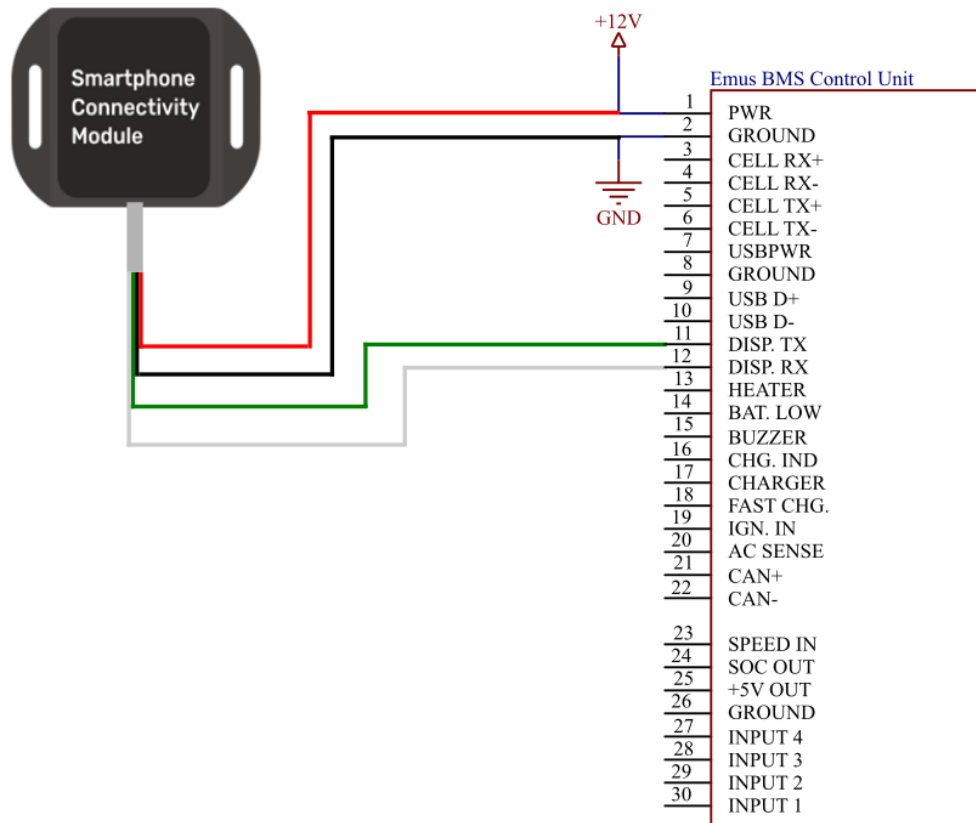 Smartphone
Connectivity
Module
+12V
GND
Emus BMS Control Unit
1 PWR
2 GROUND
3 CELL RX+
4 CELL RX-
5 CELL TX+
6 CELL TX-
7 USBPWR
8 GROUND
9 USB D+
10 USB D-
11 DISP. TX
12 DISP. RX
13 HEATER
14 BAT. LOW
15 BUZZER
16 CHG. IND
17 CHARGER
18 FAST CHG.
19 IGN. IN
20 AC SENSE
21 CAN+
22 CAN-
23 SPEED IN
24 SOC OUT
25 +5V OUT
26 GROUND
27 INPUT 4
28 INPUT 3
29 INPUT 2
30 INPUT 1